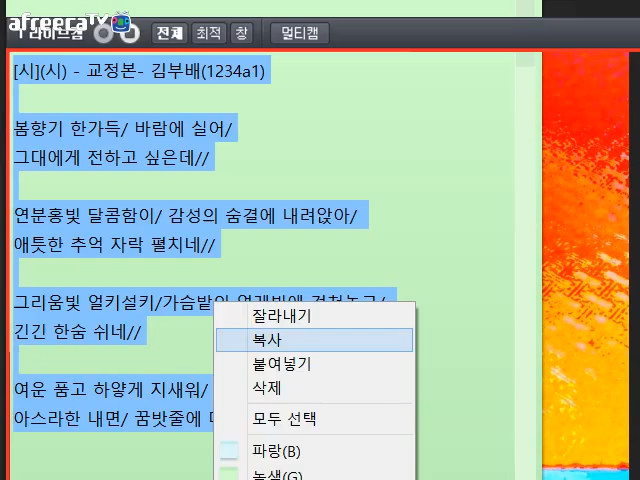 afreecaTV
라이브캠 전체 최적 창 멀티캠
[시](시) - 교정본- 김부배(1234a1)
봄향기 한가득/ 바람에 실어/
그대에게 전하고 싶은데//
연분홍빛 달콤함이/ 감성의 숨결에 내려앉아/
애틋한 추억 자락 펼치네//
그리움빛 얼키설키/가슴밭의
긴긴 한숨 쉬네//
여운 품고 하얗게 지새워/
아스라한 내면/ 꿈밧줄에
잘라내기
복사
붙여넣기
삭제
모두 선택
파랑(B)
녹색(G)